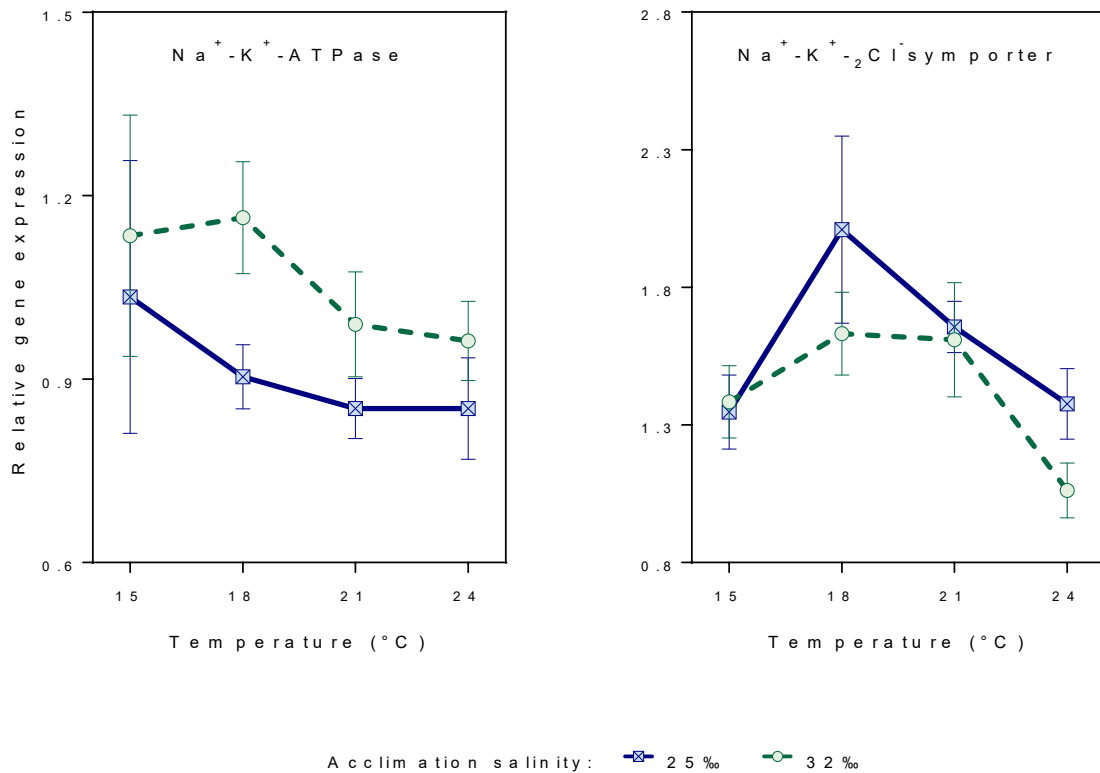 Na⁺-K⁺-ATPase
Relative gene expression
1.5
1.2
0.9
0.6
15 18 21 24
Temperature (°C)
Na⁺-K⁺-₂Cl⁻symporter
2.8
2.3
1.8
1.3
0.8
15 18 21 24
Temperature (°C)
Acclimation salinity: 25‰ 32‰